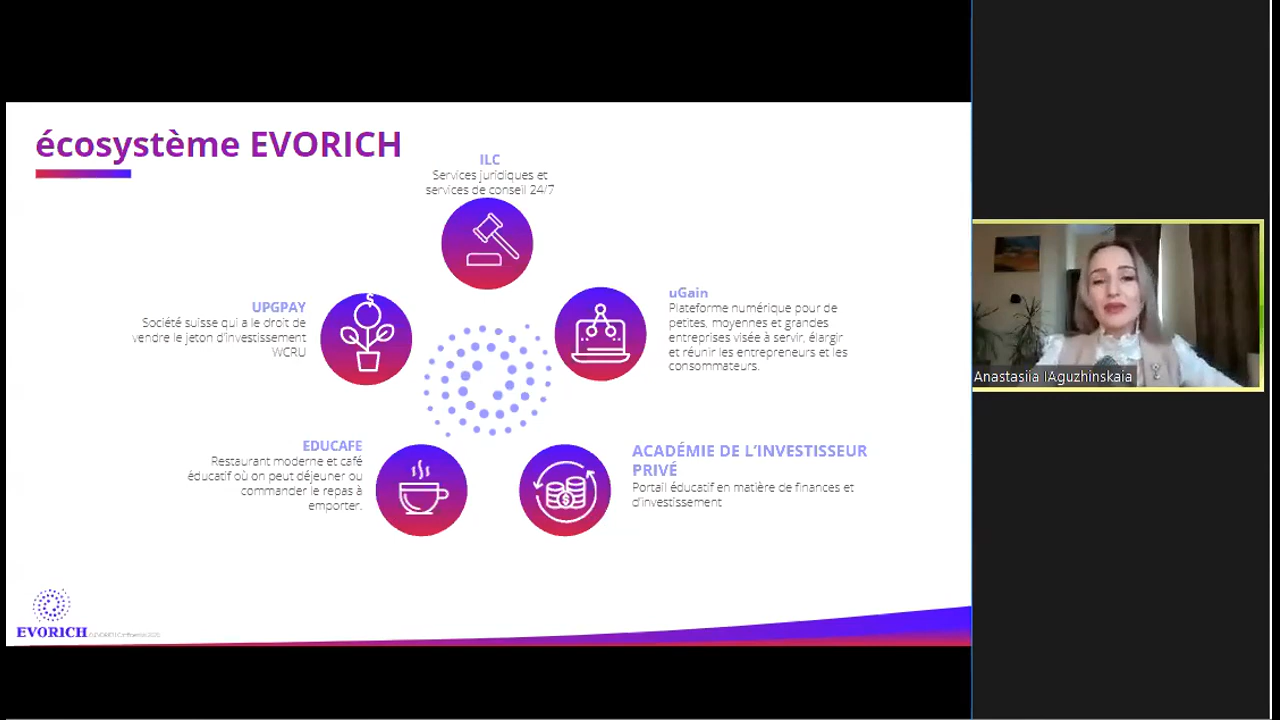 écosystème EVORICH
ILC
Services juridiques et
services de conseil 24/7
UPGPAY
Société suisse qui a le droit de
vendre le jeton d'investissement
WCRU
uGain
Plateforme numérique pour de
petites, moyennes et grandes
entreprises visée à servir, élargir
et réunir les entrepreneurs et les
consommateurs.
EDUCAFE
Restaurant moderne et café
éducatif où on peut déjeuner ou
commander le repas à
emporter.
ACADÉMIE DE L'INVESTISSEUR
PRIVÉ
Portail éducatif en matière de finances et
d'investissement
EVORICH
Anastasiia IAguzhinskaia